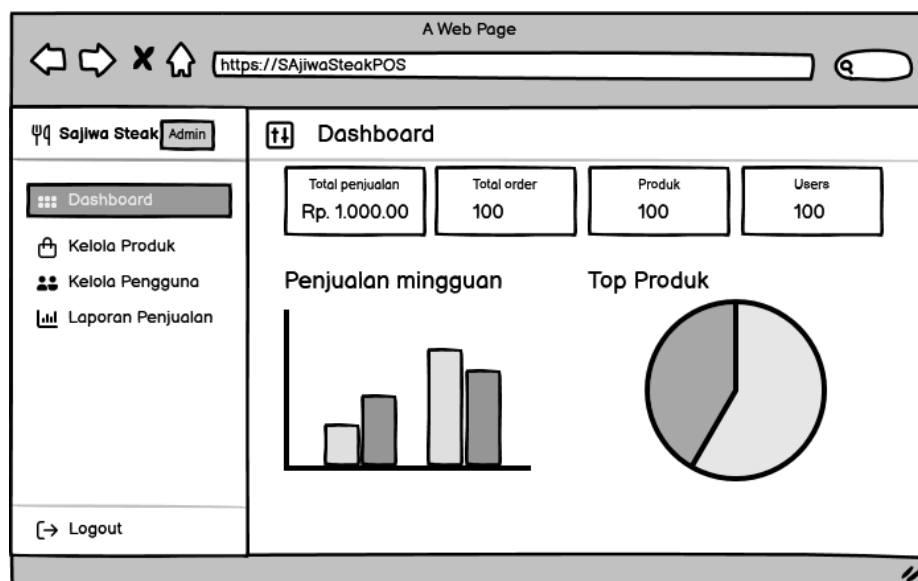 A Web Page
https://SAjiwaSteakPOS
Sajiwa Steak Admin
Dashboard
Kelola Produk
Kelola Pengguna
Laporan Penjualan
Logout
Dashboard
Total penjualan
Rp. 1.000.00
Total order
100
Produk
100
Users
100
Penjualan mingguan
Top Produk